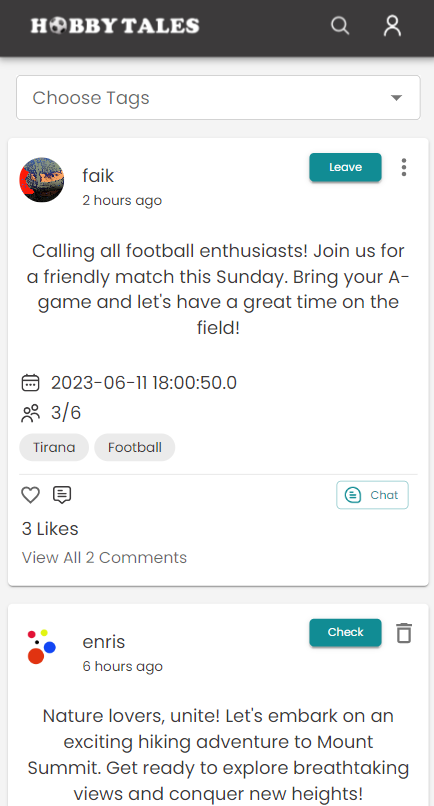 HOBBY TALES
Choose Tags
faik
Leave
2 hours ago
Calling all football enthusiasts! Join us for
a friendly match this Sunday. Bring your A-
game and let's have a great time on the
field!
2023-06-11 18:00:50.0
3/6
Tirana Football
Chat
3 Likes
View All 2 Comments
enris
Check
6 hours ago
Nature lovers, unite! Let's embark on an
exciting hiking adventure to Mount
Summit. Get ready to explore breathtaking
views and conquer new heights!